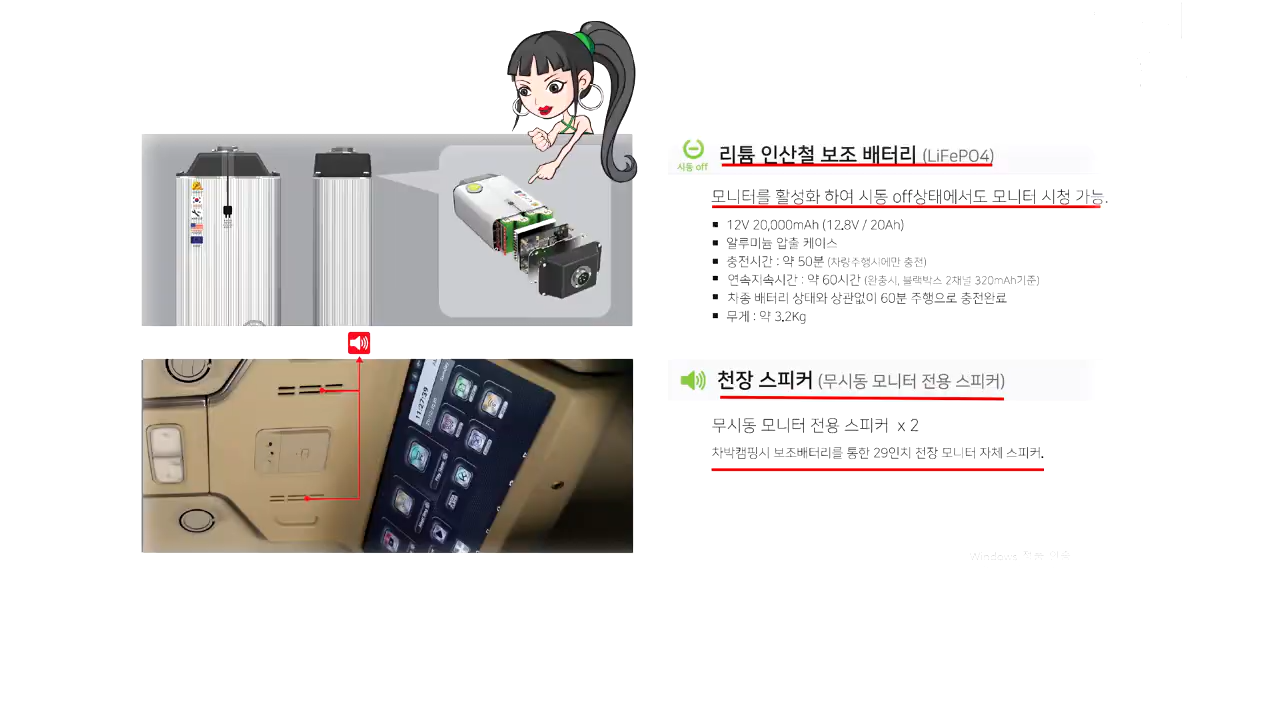 시동 off
리튬 인산철 보조 배터리 (LiFePO4)
모니터를 활성화 하여 시동 off상태에서도 모니터 시청 가능.
12V 20,000mAh (12.8V / 20Ah)
알루미늄 압출 케이스
충전시간 : 약 50분 (차량주행시에만 충전)
연속지속시간 : 약 60시간 (완충시, 블랙박스 2채널 320mAh기준)
차종 배터리 상태와 상관없이 60분 주행으로 충전완료
무게 : 약 3.2Kg
천장 스피커 (무시동 모니터 전용 스피커)
무시동 모니터 전용 스피커 x 2
차박캠핑시 보조배터리를 통한 29인치 천장 모니터 자체 스피커.
11:27:39
Windows 정품 인증